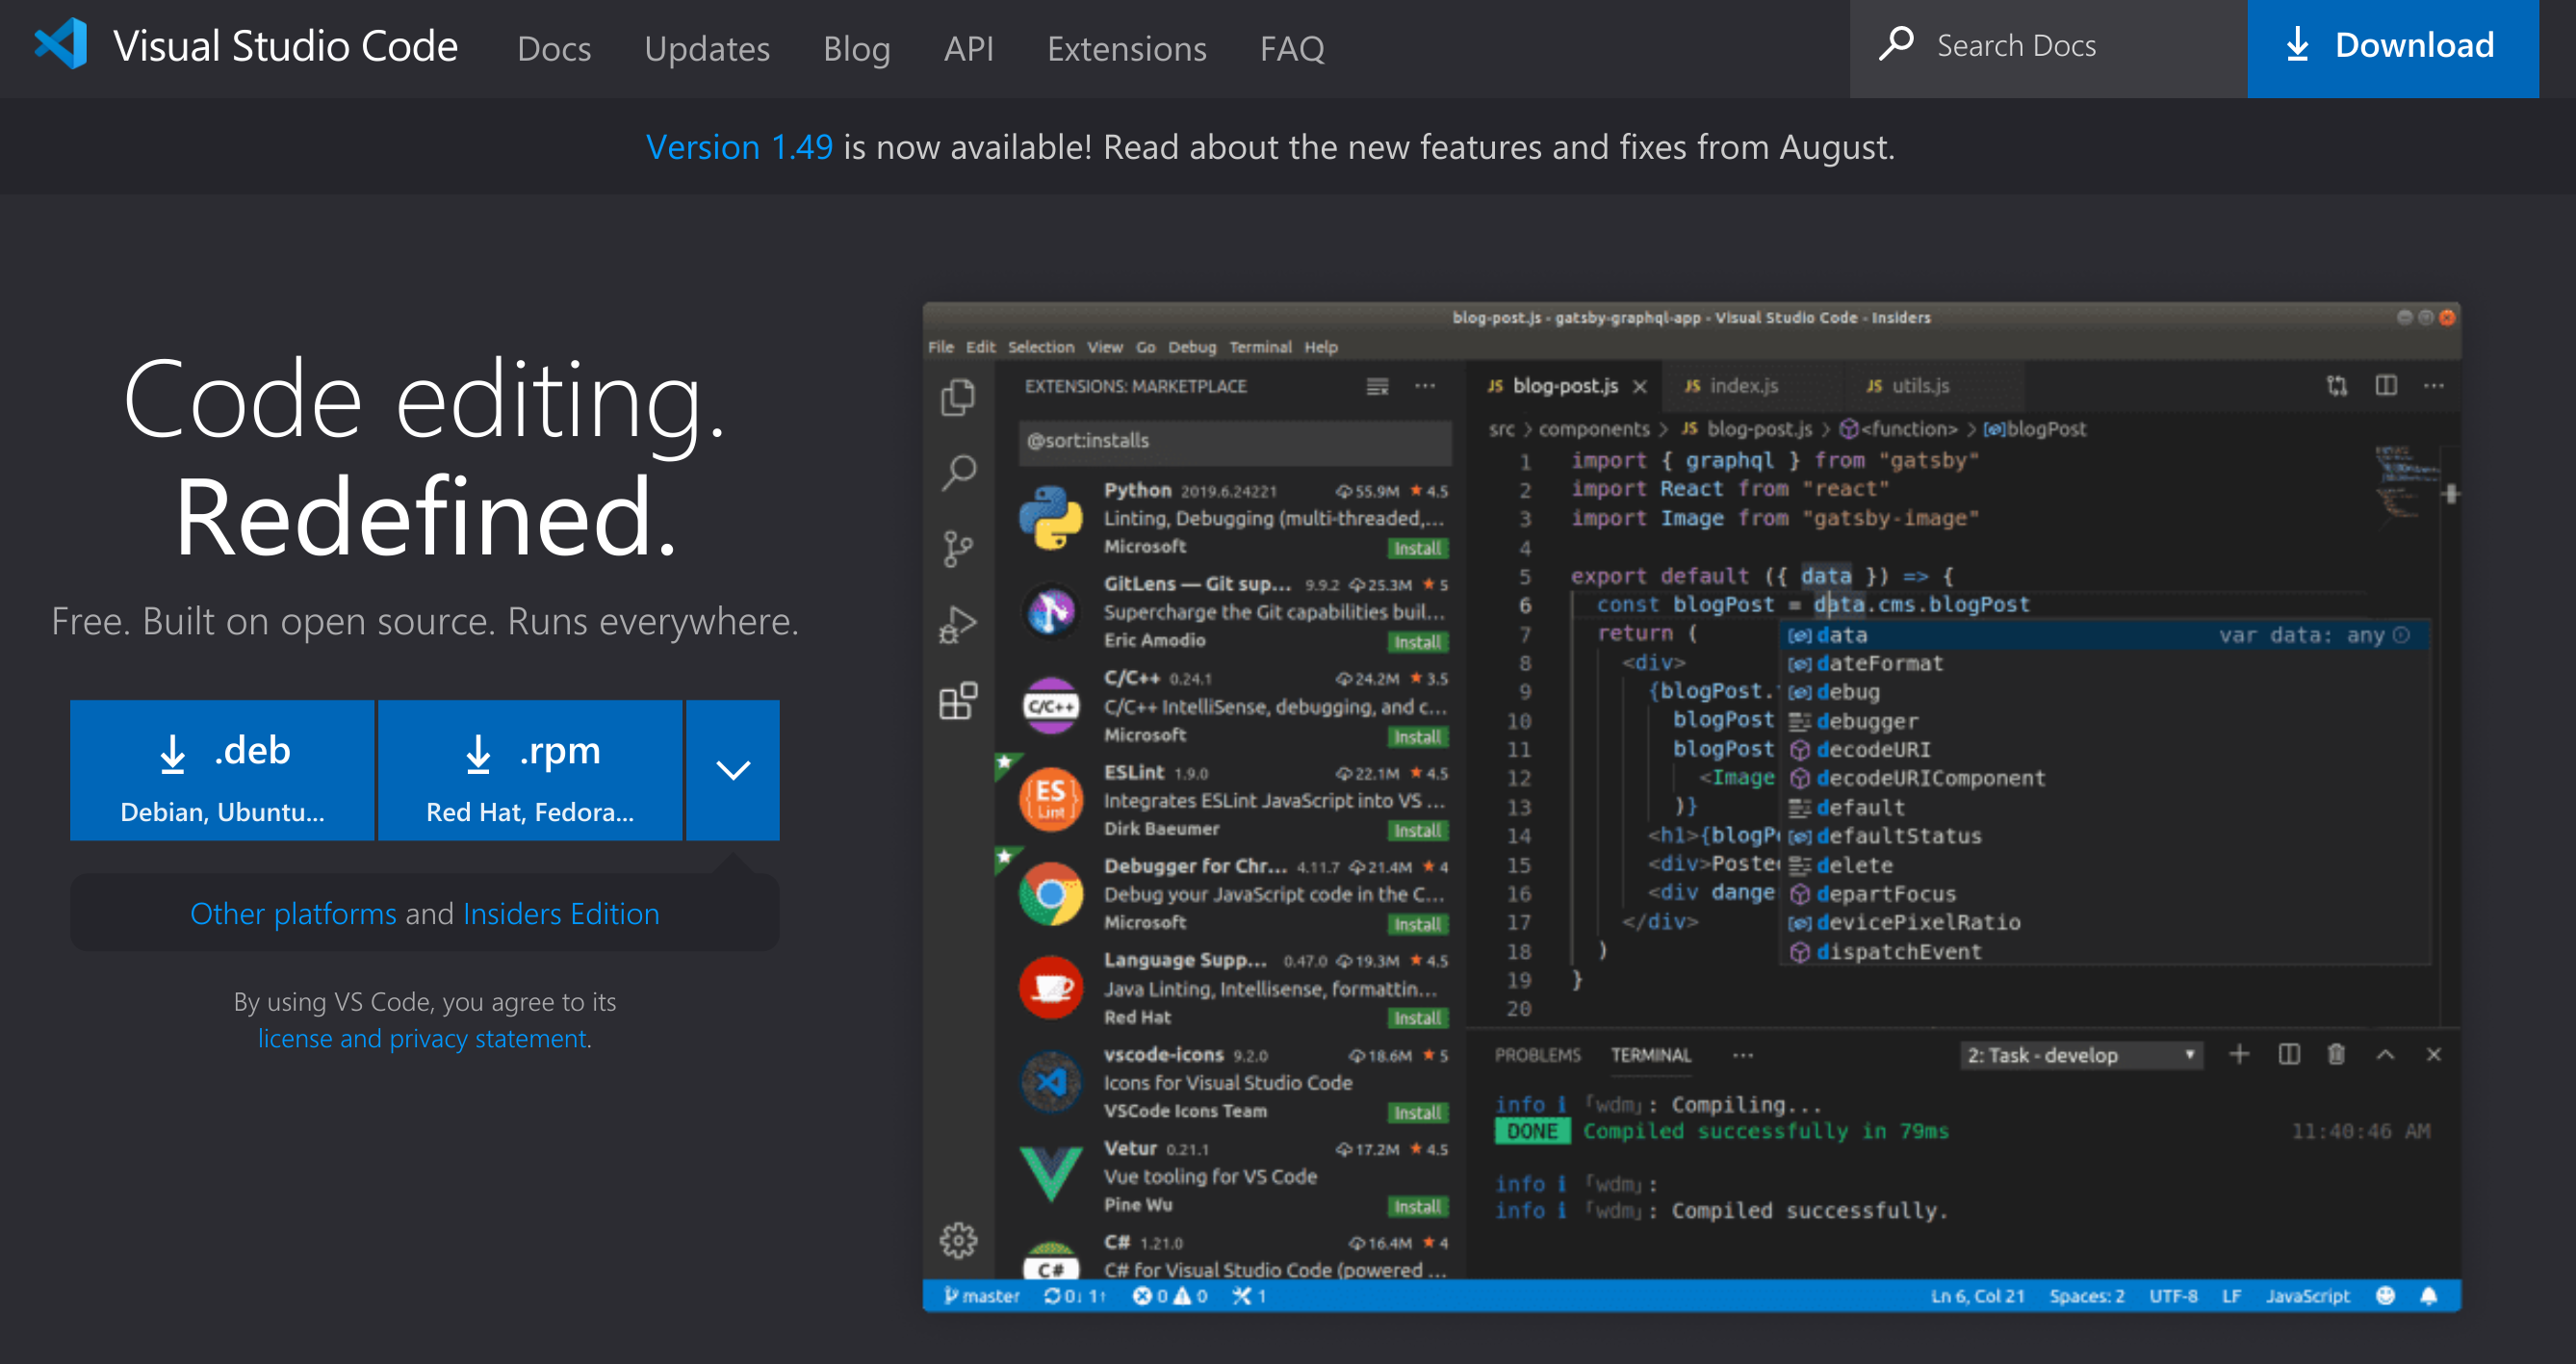 Visual Studio Code Docs Updates Blog API Extensions FAQ Search Docs Download
Version 1.49 is now available! Read about the new features and fixes from August.
Code editing.
Redefined.
Free. Built on open source. Runs everywhere.
.deb
Debian, Ubuntu...
.rpm
Red Hat, Fedora...
Other platforms and Insiders Edition
By using VS Code, you agree to its
license and privacy statement.
blog-post.js - gatsby-graphql-app - Visual Studio Code - Insiders
File Edit Selection View Go Debug Terminal Help
EXTENSIONS: MARKETPLACE
@sort:installs
Python 2019.6.24221 55.9M 4.5
Linting, Debugging (multi-threaded,...
Microsoft Install
GitLens — Git sup... 9.9.2 25.3M 5
Supercharge the Git capabilities buil...
Eric Amodio Install
C/C++
C/C++ 0.24.1 24.2M 3.5
C/C++ IntelliSense, debugging, and c...
Microsoft Install
ES
Lint
ESLint 1.9.0 22.1M 4.5
Integrates ESLint JavaScript into VS ...
Dirk Baeumer Install
Debugger for Chr... 4.11.7 21.4M 4
Debug your JavaScript code in the C...
Microsoft Install
Language Supp... 0.47.0 19.3M 4.5
Java Linting, Intellisense, formattin...
Red Hat Install
vscode-icons 9.2.0 18.6M 5
Icons for Visual Studio Code
VSCode Icons Team Install
Vetur 0.21.1 17.2M 4.5
Vue tooling for VS Code
Pine Wu Install
C#
C# 1.21.0 16.4M 4
C# for Visual Studio Code (powered ...
JS blog-post.js JS index.js JS utils.js
src > components > JS blog-post.js > <function> > blogPost
1 import { graphql } from "gatsby"
2 import React from "react"
3 import Image from "gatsby-image"
4
5 export default ({ data }) => {
6 const blogPost = data.cms.blogPost
7 return (
8 <div>
9 {blogPost.
10 blogPost
11 blogPost
12 <Image
13 )}
14 <h1>{blogP
15 <div>Poste
16 <div dange
17 </div>
18 )
19 }
20
data var data: any
dateFormat
debug
debugger
decodeURI
decodeURIComponent
default
defaultStatus
delete
departFocus
devicePixelRatio
dispatchEvent
PROBLEMS TERMINAL ... 2: Task - develop
info i ｢wdm｣: Compiling...
DONE Compiled successfully in 79ms 11:40:46 AM
info i ｢wdm｣:
info i ｢wdm｣: Compiled successfully.
master 0↓ 1↑ 0 0 1 Ln 6, Col 21 Spaces: 2 UTF-8 LF JavaScript